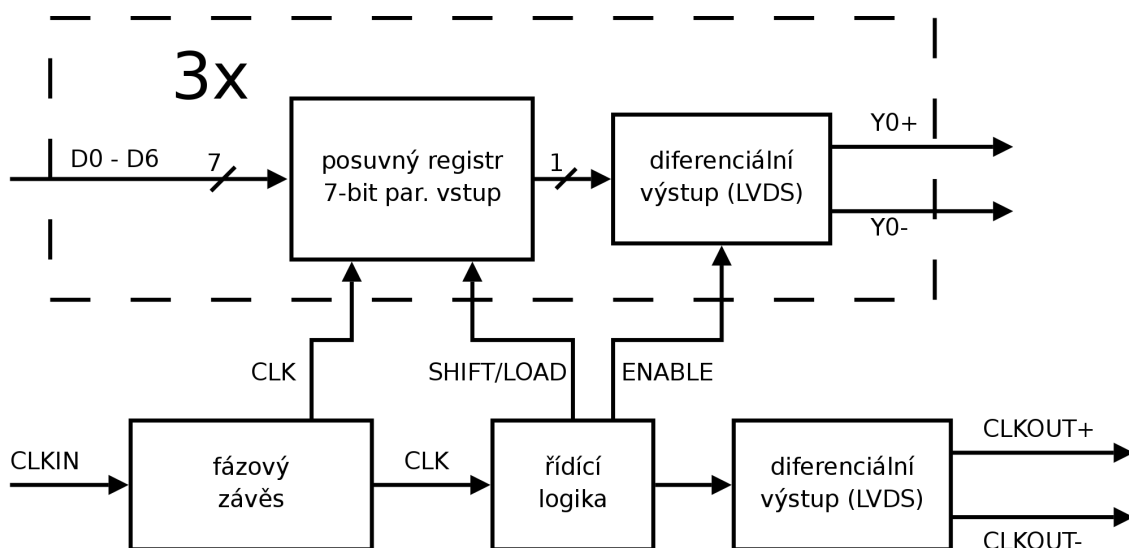 3x
D0 - D6
7
posuvný registr
7-bit par. vstup
1
diferenciální
výstup (LVDS)
Y0+
Y0-
CLK
SHIFT/LOAD
ENABLE
CLKIN
fázový
závěs
CLK
řídící
logika
diferenciální
výstup (LVDS)
CLKOUT+
CLKOUT-